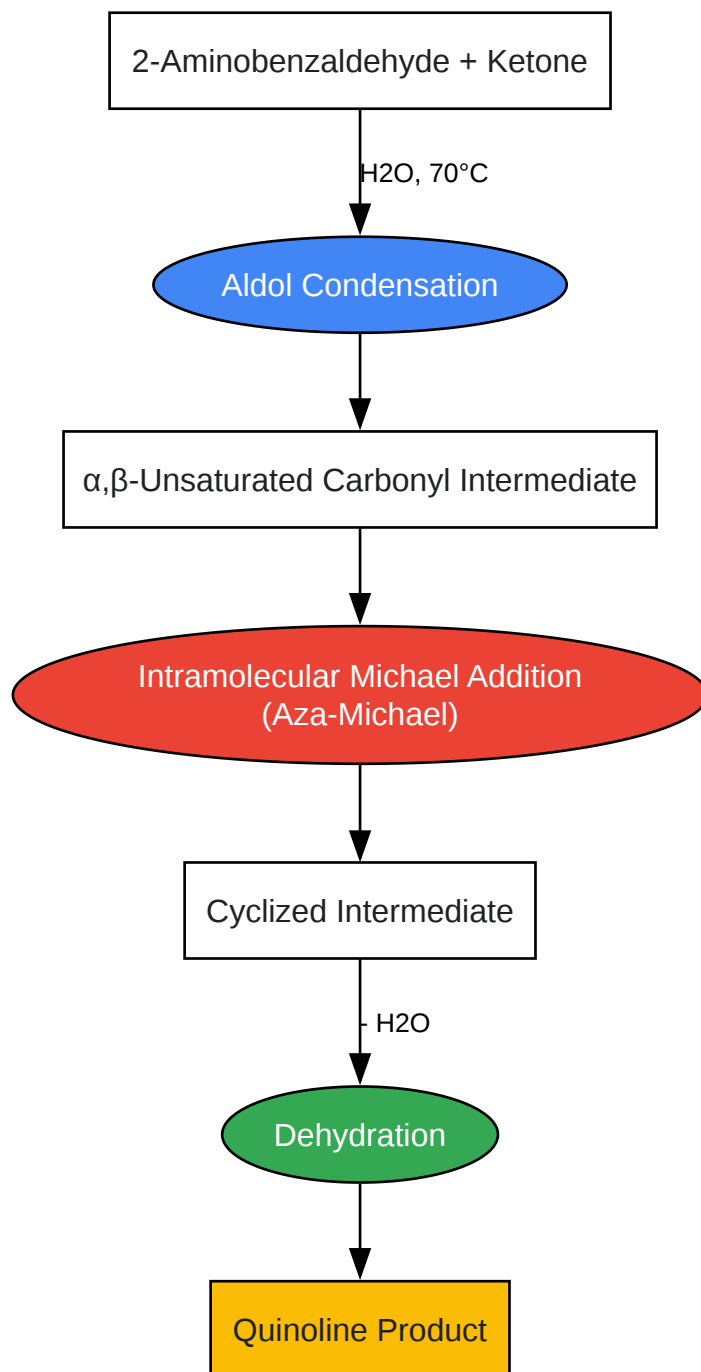 2-Aminobenzaldehyde + Ketone
H2O, 70°C
Aldol Condensation
α,β-Unsaturated Carbonyl Intermediate
Intramolecular Michael Addition
(Aza-Michael)
Cyclized Intermediate
- H2O
Dehydration
Quinoline Product